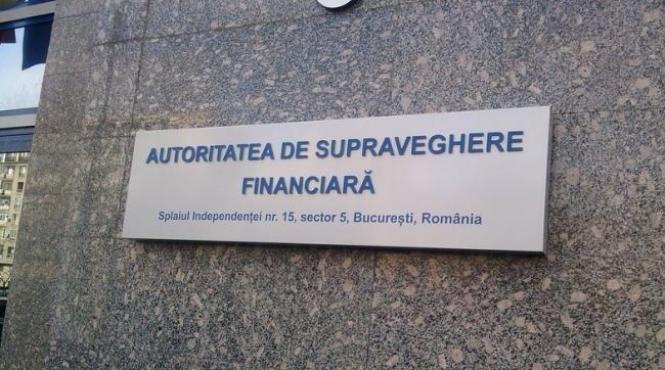 AUTORITATEA DE SUPRAVEGHERE
FINANCIARĂ
Splaiul Independenței nr. 15, sector 5, București, România